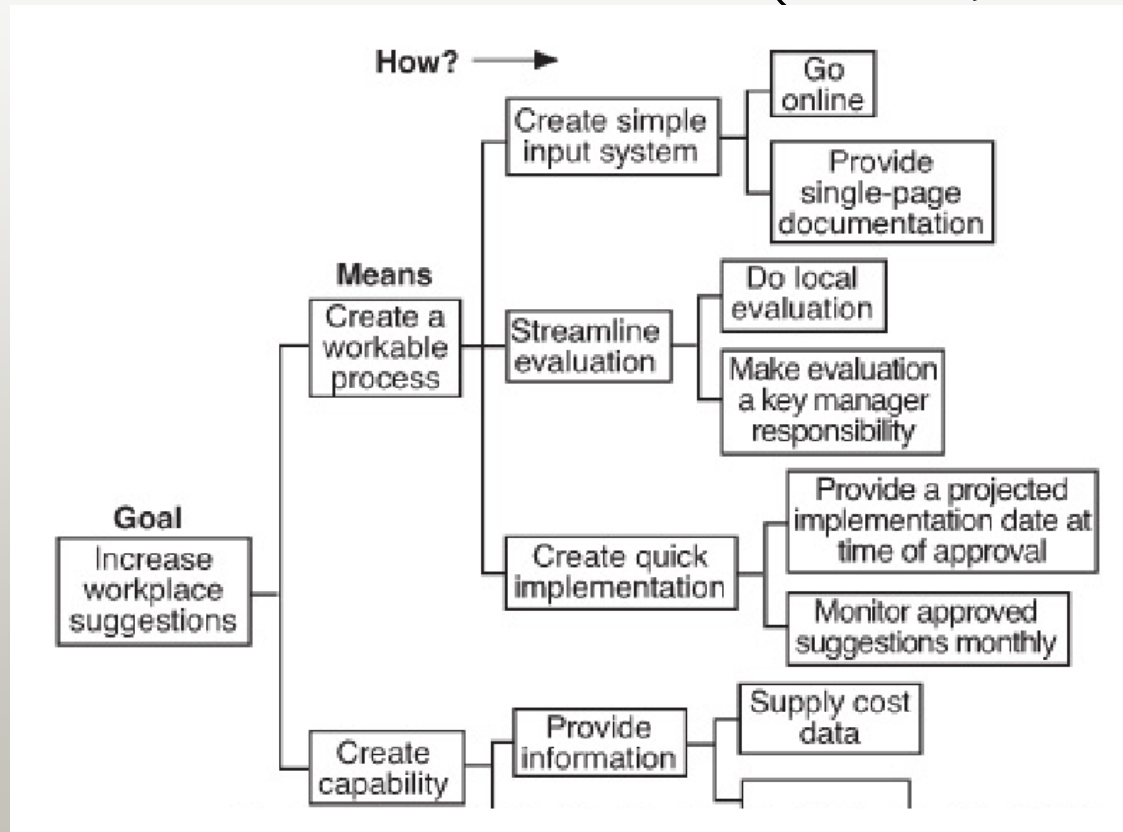 How?
Go
online
Create simple
input system
Provide
single-page
documentation
Means
Do local
evaluation
Create a
workable
process
Streamline
evaluation
Make evaluation
a key manager
responsibility
Goal
Provide a projected
implementation date at
time of approval
Increase
workplace
suggestions
Create quick
implementation
Monitor approved
suggestions monthly
Supply cost
data
Provide
information
Create
capability